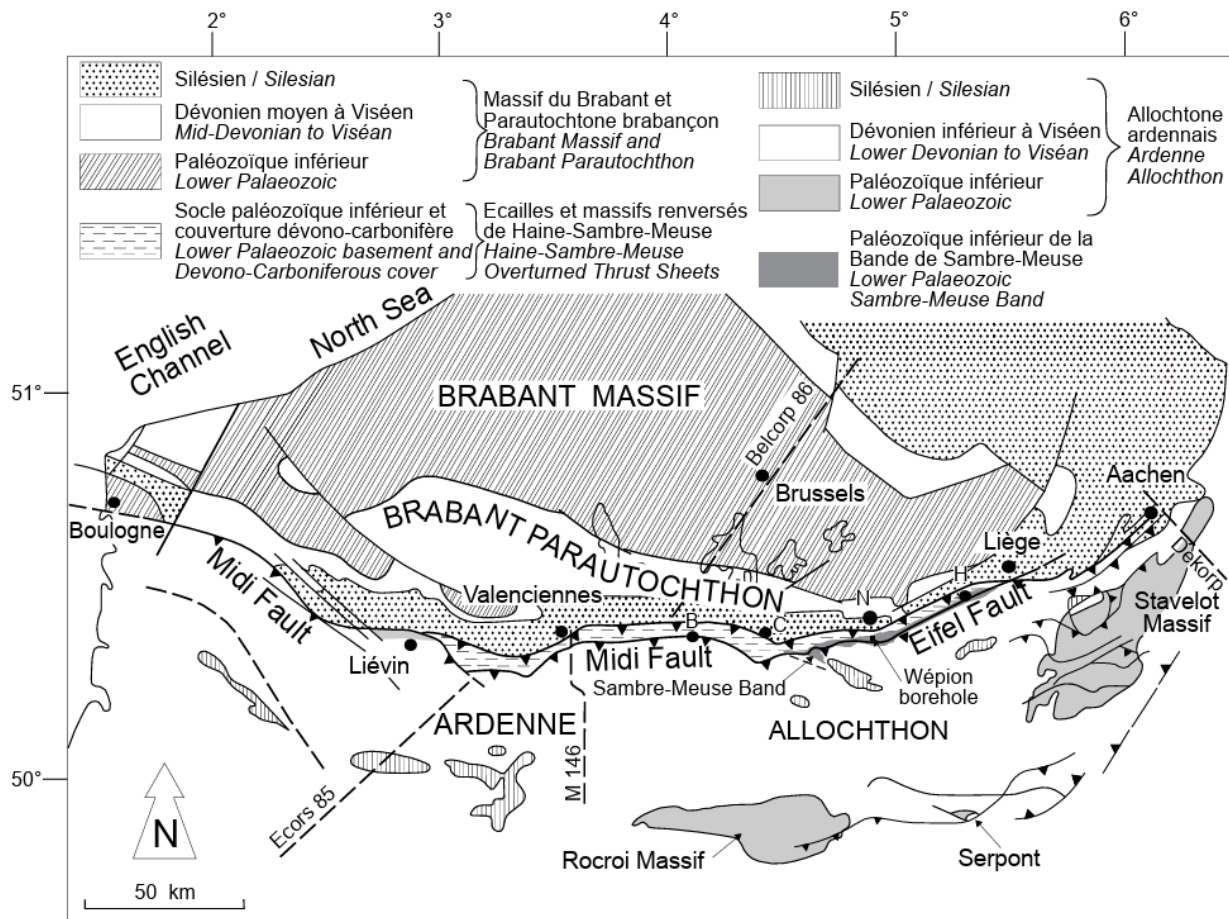 2°
3°
4°
5°
6°
Silésien / Silesian
Dévonien moyen à Viséen
Mid-Devonian to Viséan
Paléozoïque inférieur
Lower Palaeozoic
Massif du Brabant et
Parautochtone brabançon
Brabant Massif and
Brabant Parautochthon
Socle paléozoïque inférieur et
couverture dévono-carbonifère
Lower Palaeozoic basement and
Devono-Carboniferous cover
Ecailles et massifs renversés
de Haine-Sambre-Meuse
Haine-Sambre-Meuse
Overturned Thrust Sheets
Silésien / Silesian
Dévonien inférieur à Viséen
Lower Devonian to Viséan
Paléozoïque inférieur
Lower Palaeozoic
Allochtone
ardennais
Ardenne
Allochthon
Paléozoïque inférieur de la
Bande de Sambre-Meuse
Lower Palaeozoic
Sambre-Meuse Band
English
Channel
North Sea
51°
BRABANT MASSIF
Belcorp 86
Brussels
Aachen
Boulogne
BRABANT PARAUTOCHTHON
Liège
Dekorp
Midi Fault
Valenciennes
H
N
Stavelot
Massif
B
C
Eifel Fault
Liévin
Midi Fault
Sambre-Meuse Band
Wépion
borehole
ARDENNE
ALLOCHTHON
50°
M 146
Ecors 85
N
Rocroi Massif
Serpont
50 km